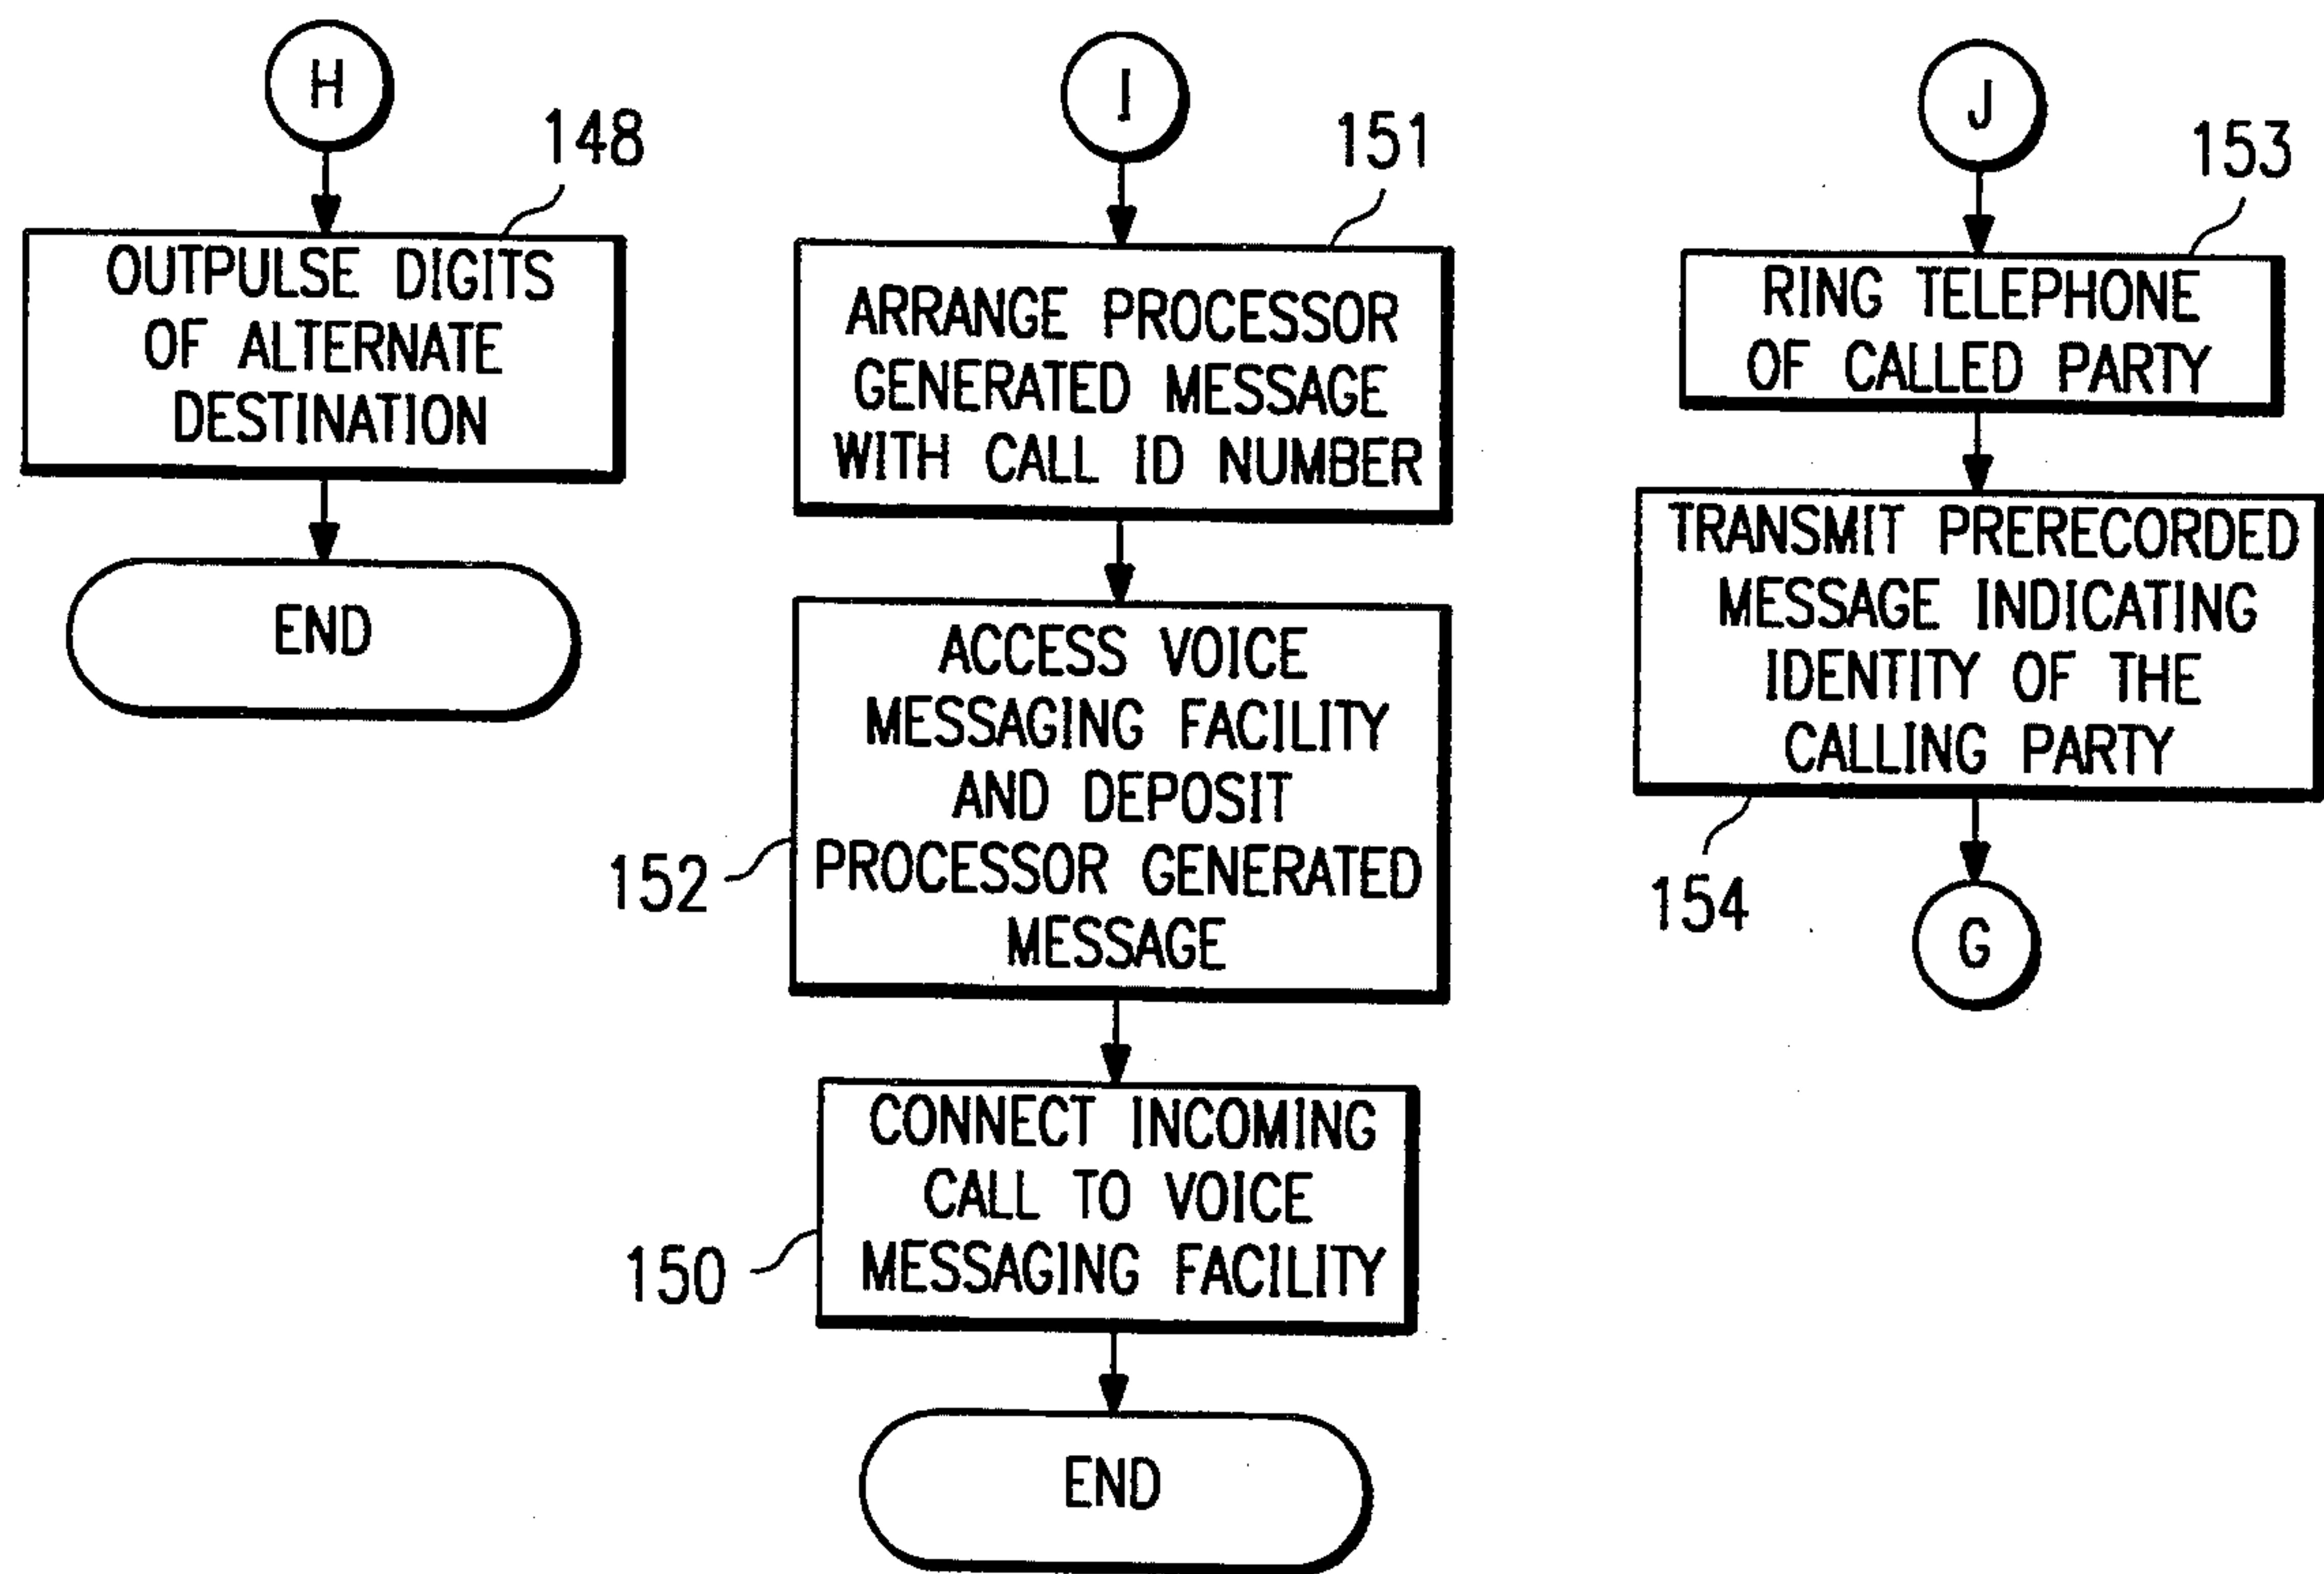 H
148
OUTPULSE DIGITS
OF ALTERNATE
DESTINATION
END
I
151
ARRANGE PROCESSOR
GENERATED MESSAGE
WITH CALL ID NUMBER
152
ACCESS VOICE
MESSAGING FACILITY
AND DEPOSIT
PROCESSOR GENERATED
MESSAGE
150
CONNECT INCOMING
CALL TO VOICE
MESSAGING FACILITY
END
J
153
RING TELEPHONE
OF CALLED PARTY
TRANSMIT PRERECORDED
MESSAGE INDICATING
IDENTITY OF THE
CALLING PARTY
154
G